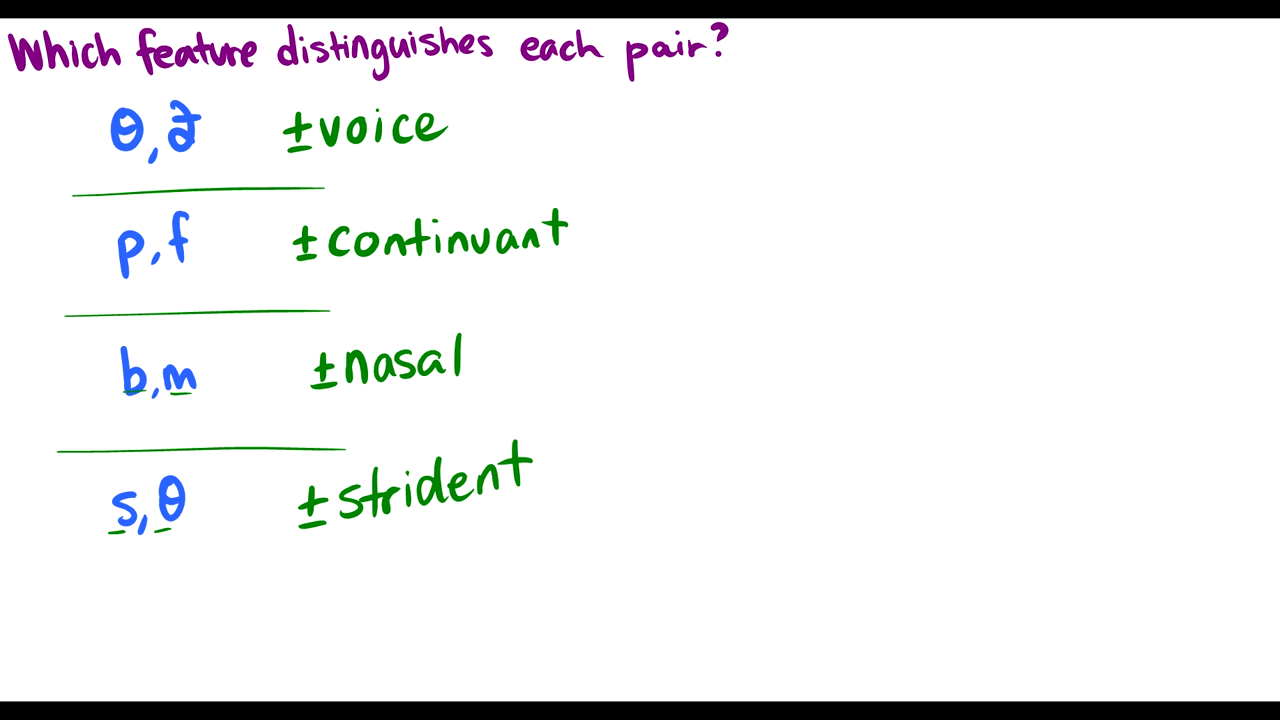 Which feature distinguishes each pair?
θ, ð ±voice
p, f ±continuant
b, m ±nasal
s, θ ±strident